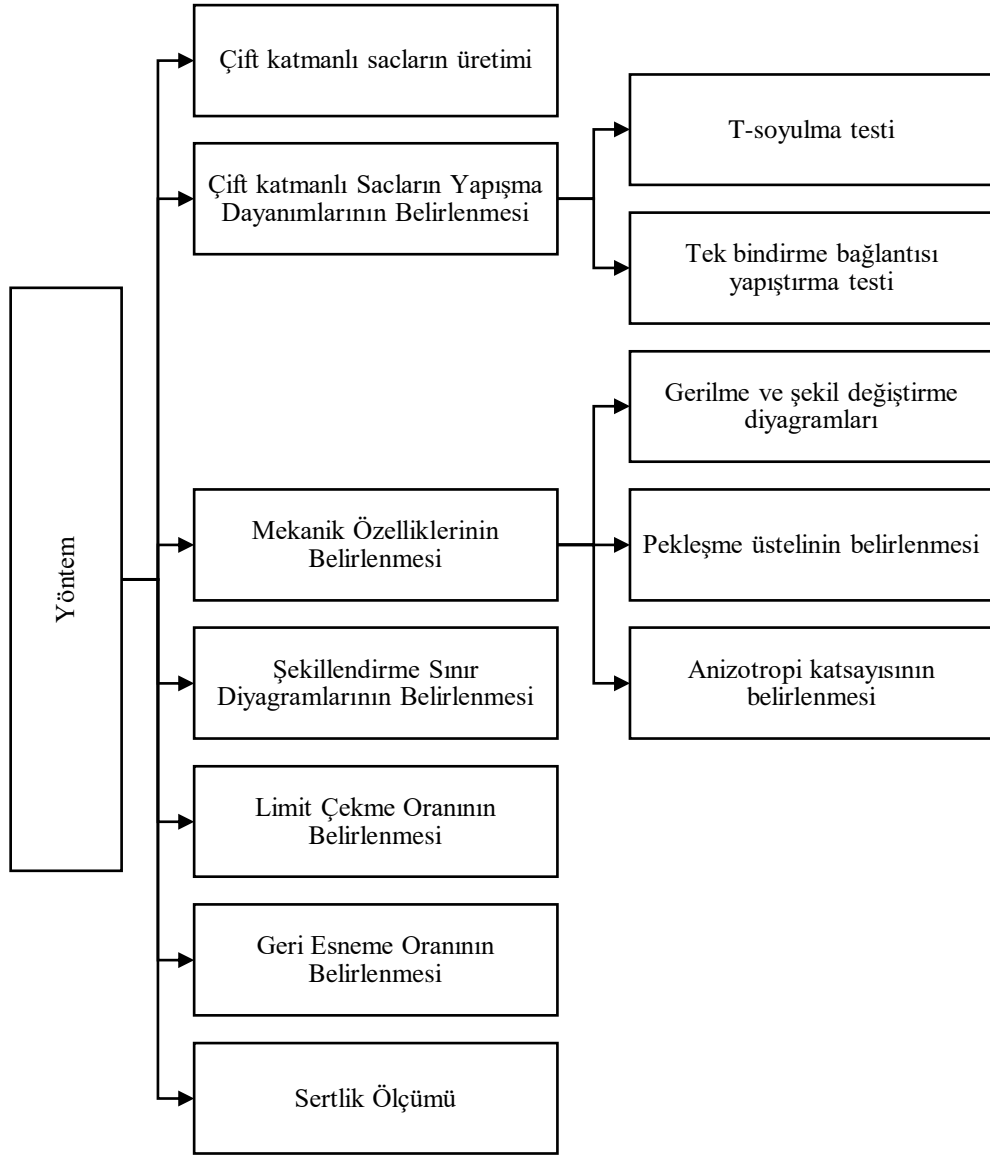 Yöntem
Çift katmanlı sacların üretimi
Çift katmanlı Sacların Yapışma
Dayanımlarının Belirlenmesi
T-soyulma testi
Tek bindirme bağlantısı
yapıştırma testi
Mekanik Özelliklerinin
Belirlenmesi
Gerilme ve şekil değiştirme
diyagramları
Pekleşme üstelinin belirlenmesi
Anizotropi katsayısının
belirlenmesi
Şekillendirme Sınır
Diyagramlarının Belirlenmesi
Limit Çekme Oranının
Belirlenmesi
Geri Esneme Oranının
Belirlenmesi
Sertlik Ölçümü